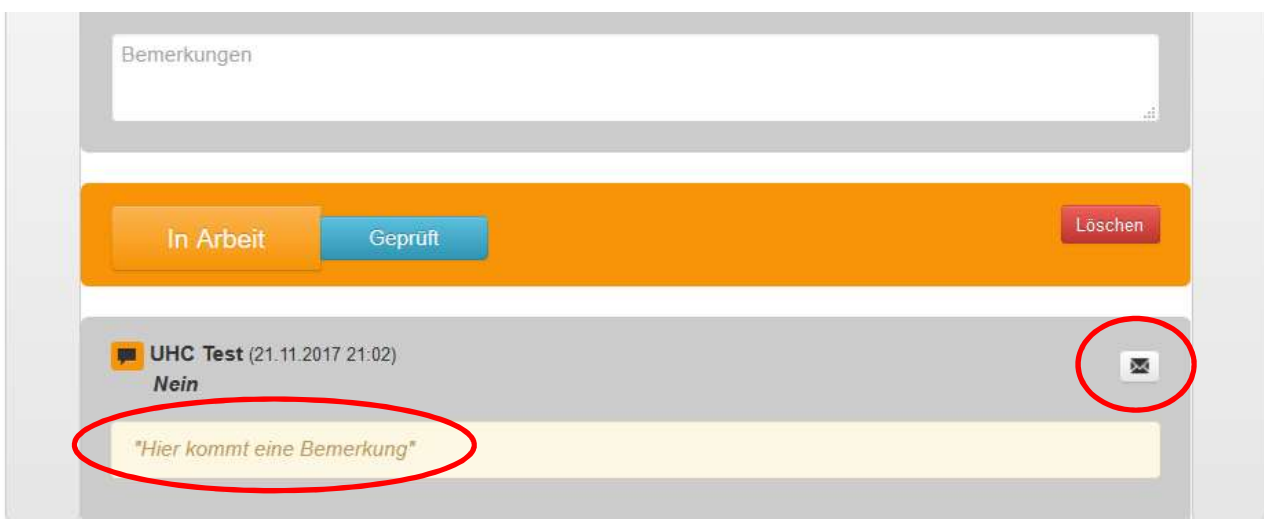 Bemerkungen
In Arbeit Geprüft Löschen
UHC Test (21.11.2017 21:02)
Nein
"Hier kommt eine Bemerkung"